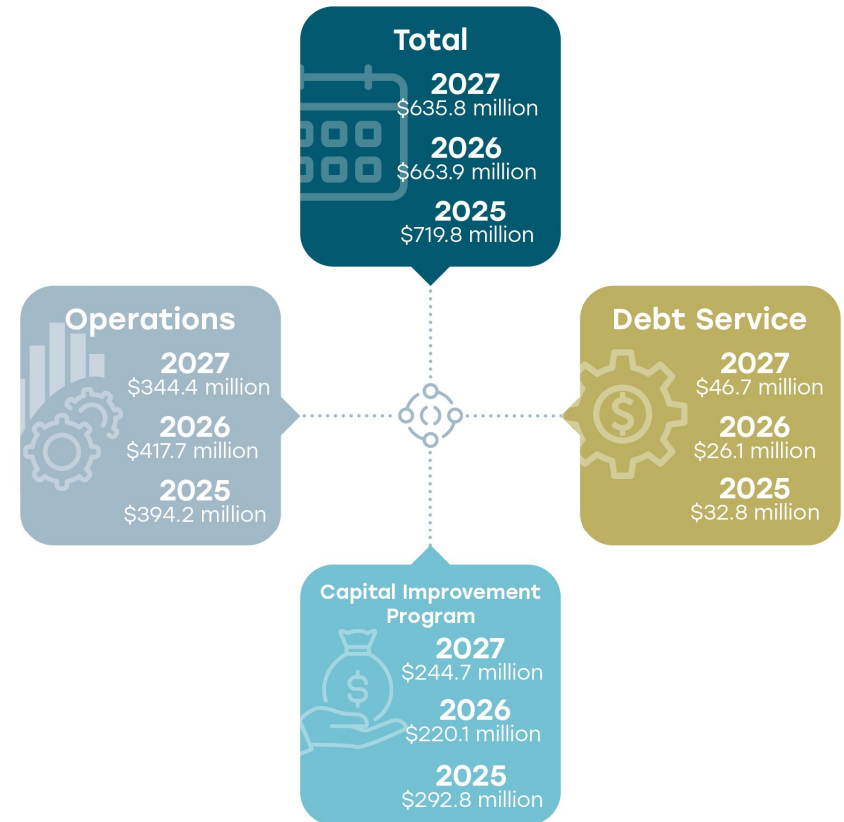 Total
2027
$635.8 million
2026
$663.9 million
2025
$719.8 million
Operations
2027
$344.4 million
2026
$417.7 million
2025
$394.2 million
Debt Service
2027
$46.7 million
2026
$26.1 million
2025
$32.8 million
Capital Improvement
Program
2027
$244.7 million
2026
$220.1 million
2025
$292.8 million